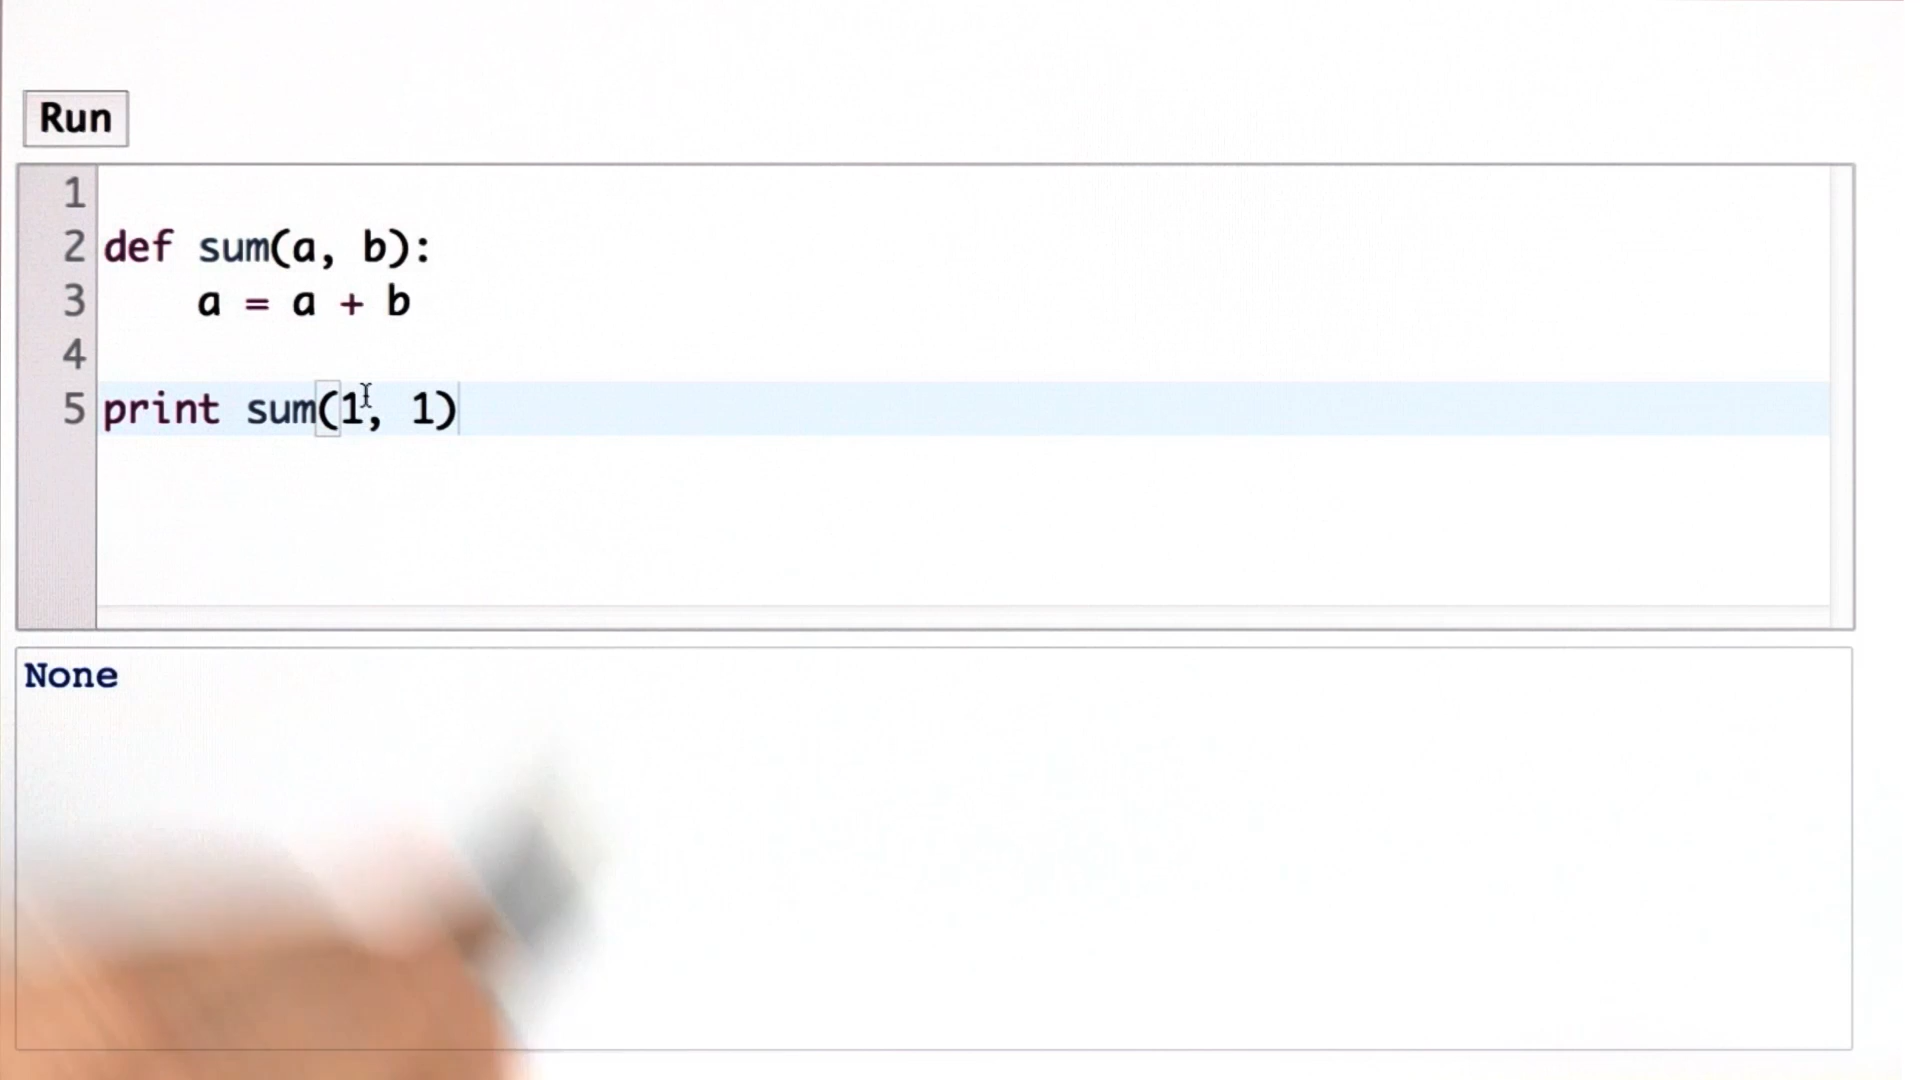 Run
1
2 def sum(a, b):
3     a = a + b
4
5 print sum(1, 1)
None